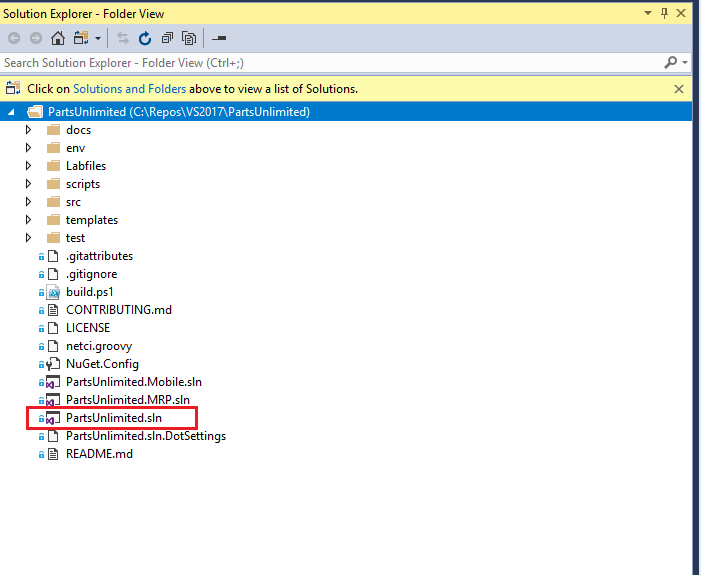 Solution Explorer - Folder View
Search Solution Explorer - Folder View (Ctrl+;)
Click on Solutions and Folders above to view a list of Solutions.
PartsUnlimited (C:\Repos\VS2017\PartsUnlimited)
docs
env
Labfiles
scripts
src
templates
test
.gitattributes
.gitignore
build.ps1
CONTRIBUTING.md
LICENSE
netci.groovy
NuGet.Config
PartsUnlimited.Mobile.sln
PartsUnlimited.MRP.sln
PartsUnlimited.sln
PartsUnlimited.sln.DotSettings
README.md